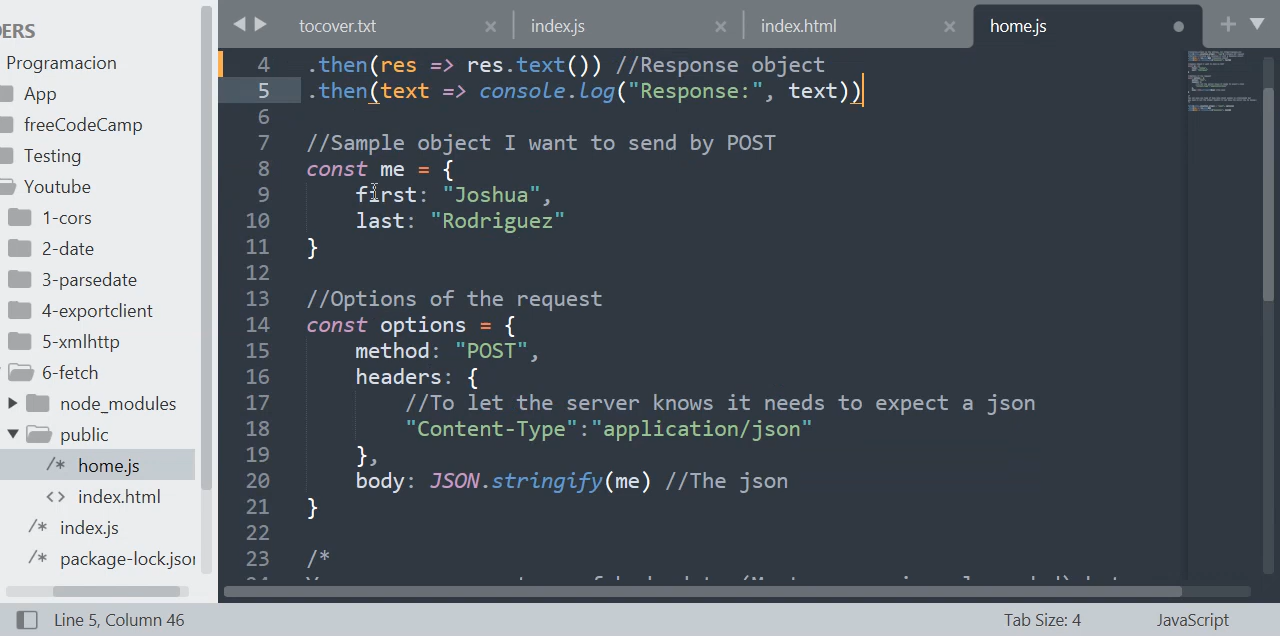 ERS
Programacion
App
freeCodeCamp
Testing
Youtube
1-cors
2-date
3-parsedate
4-exportclient
5-xmlhttp
6-fetch
node_modules
public
/* home.js
<> index.html
/* index.js
/* package-lock.jsor
tocover.txt × index.js × index.html × home.js
4 .then(res => res.text()) //Response object
5 .then(text => console.log("Response:", text))
6
7 //Sample object I want to send by POST
8 const me = {
9 first: "Joshua",
10 last: "Rodriguez"
11 }
12
13 //Options of the request
14 const options = {
15 method: "POST",
16 headers: {
17 //To let the server knows it needs to expect a json
18 "Content-Type":"application/json"
19 },
20 body: JSON.stringify(me) //The json
21 }
22
23 /*
Line 5, Column 46
Tab Size: 4
JavaScript